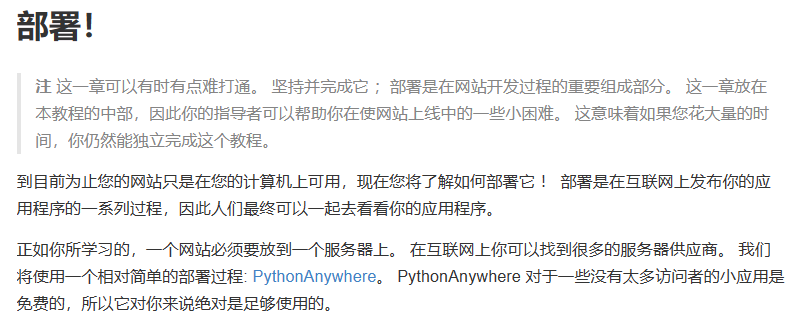 部署！
注 这一章可以有时有点难打通。 坚持并完成它； 部署是在网站开发过程的重要组成部分。 这一章放在
本教程的中部，因此你的指导者可以帮助你在使网站上线中的一些小困难。 这意味着如果您花大量的时
间，你仍然能独立完成这个教程。
到目前为止您的网站只是在您的计算机上可用，现在您将了解如何部署它！ 部署是在互联网上发布你的应
用程序的一系列过程，因此人们最终可以一起去看看你的应用程序。
正如你所学习的，一个网站必须要放到一个服务器上。 在互联网上你可以找到很多的服务器供应商。 我们
将使用一个相对简单的部署过程: PythonAnywhere。 PythonAnywhere 对于一些没有太多访问者的小应用是
免费的，所以它对你来说绝对是足够使用的。